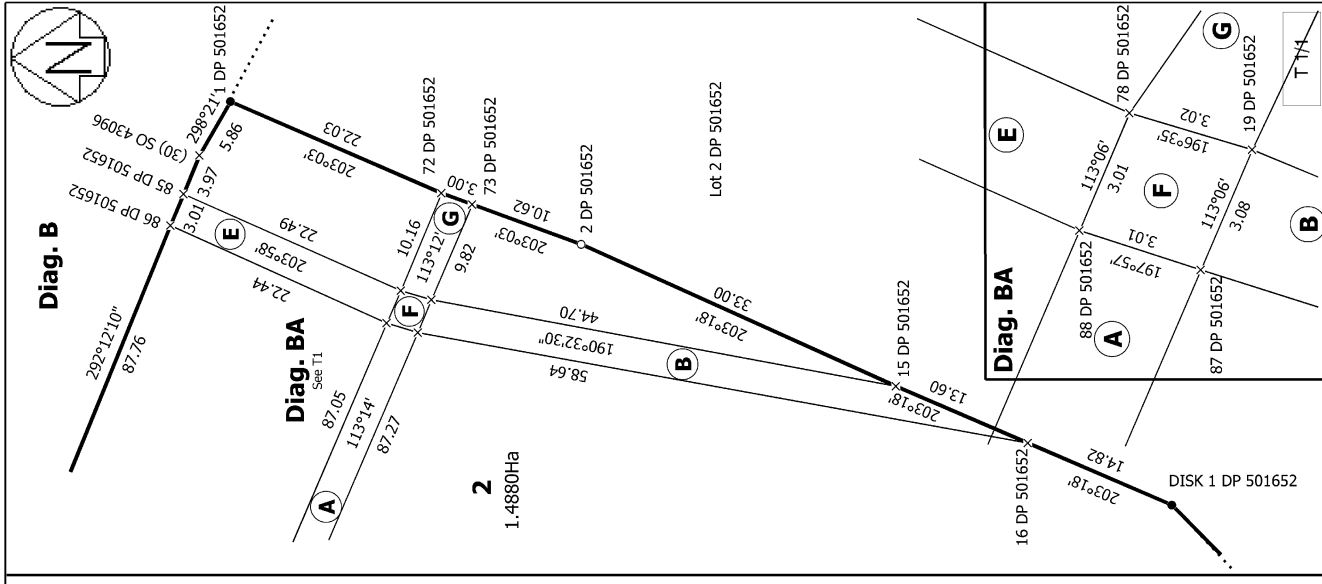 N
Diag. B
86 DP 501652
85 DP 501652
(30) SO 43096
298°21'
1 DP 501652
292°12'10"
87.76
3.01
3.97
5.86
E
22.44
203°58'
22.49
203°03'
22.03
72 DP 501652
3.00
73 DP 501652
G
10.16
113°12'
9.82
F
203°03'
10.62
2 DP 501652
Diag. BA
See T1
87.05
113°14'
87.27
A
2
1.4880Ha
58.64
190°32'30"
44.70
B
203°18'
33.00
Lot 2 DP 501652
15 DP 501652
203°18'
13.60
16 DP 501652
203°18'
14.82
DISK 1 DP 501652
Diag. BA
E
78 DP 501652
G
113°06'
3.01
196°35'
3.02
19 DP 501652
F
88 DP 501652
A
197°57'
3.01
113°06'
3.08
87 DP 501652
B
T 1/1